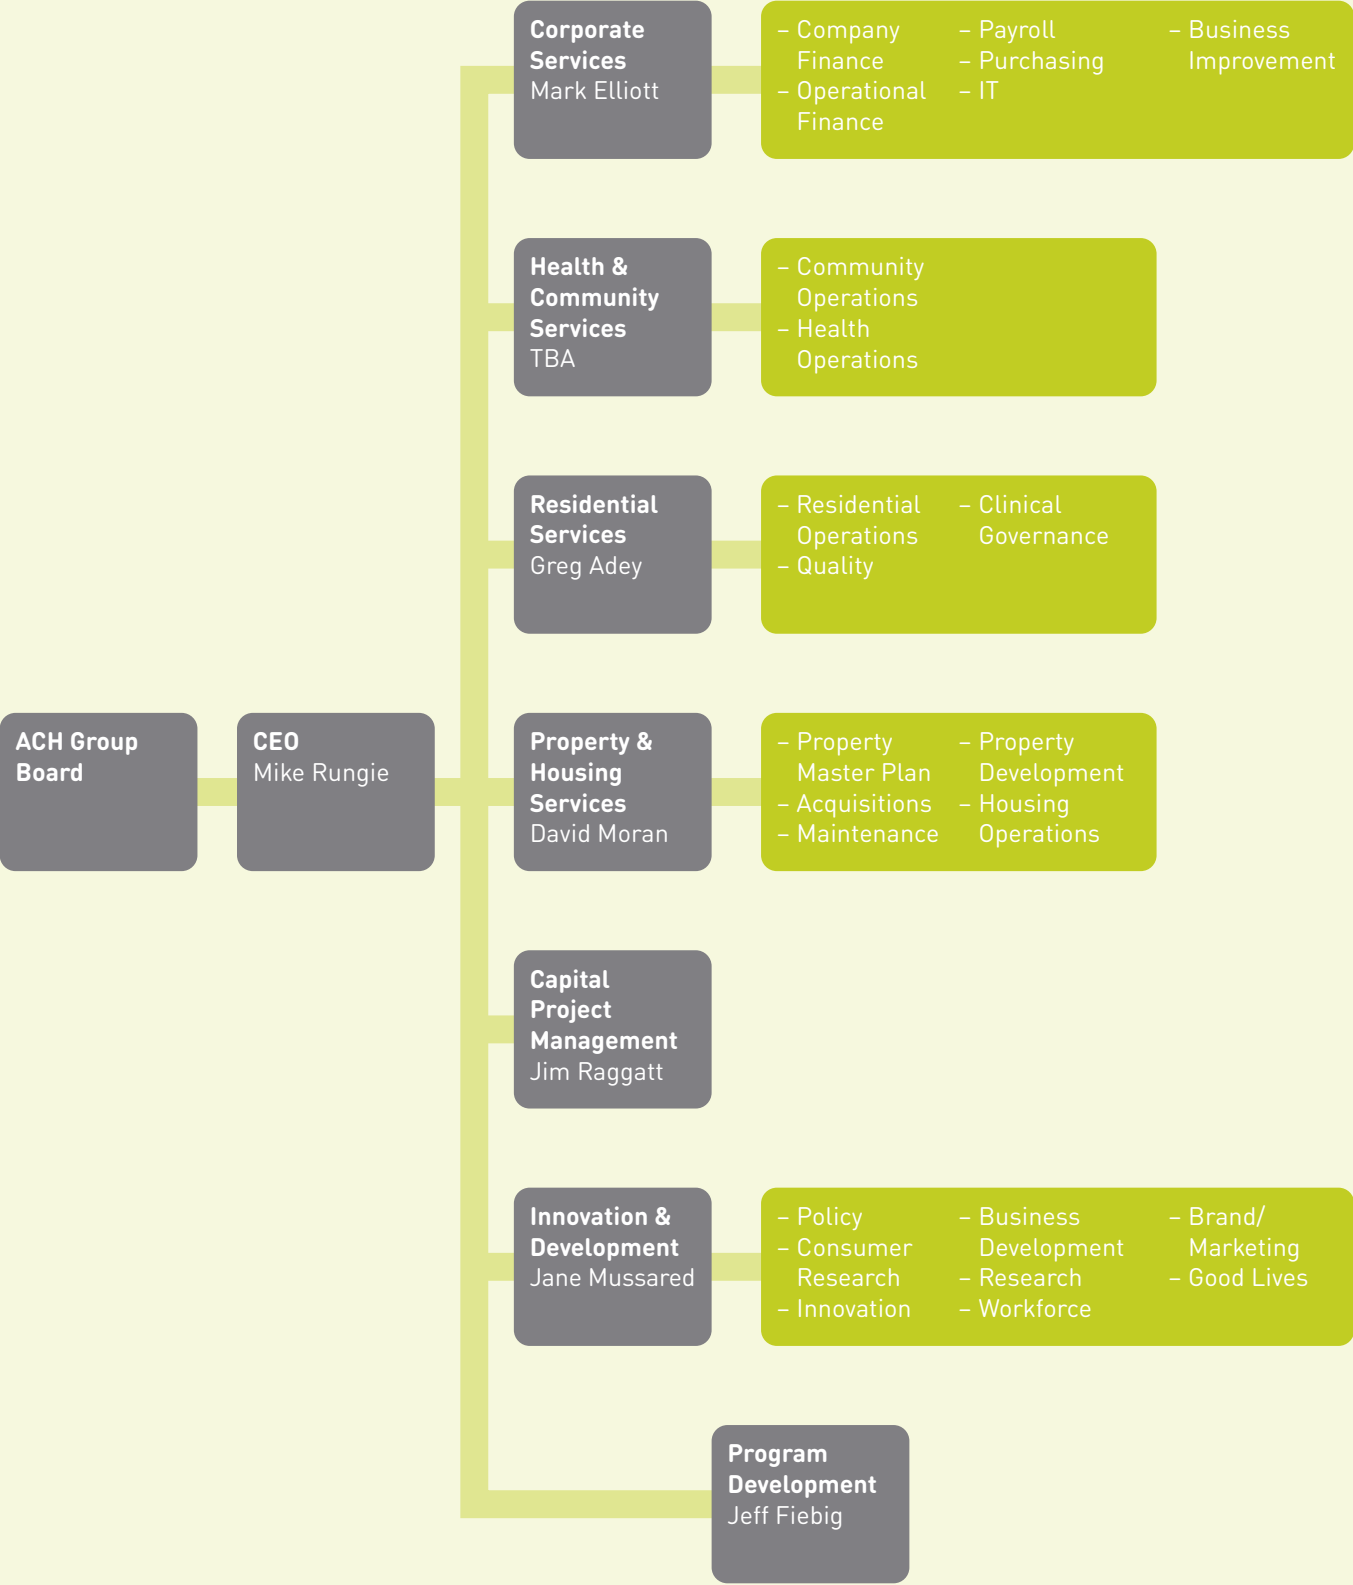 Corporate
Services
Mark Elliott
– Company
Finance
– Operational
Finance
– Payroll
– Purchasing
– IT
– Business
Improvement
Health &
Community
Services
TBA
– Community
Operations
– Health
Operations
Residential
Services
Greg Adey
– Residential
Operations
– Quality
– Clinical
Governance
ACH Group
Board
CEO
Mike Rungie
Property &
Housing
Services
David Moran
– Property
Master Plan
– Acquisitions
– Maintenance
– Property
Development
– Housing
Operations
Capital
Project
Management
Jim Raggatt
Innovation &
Development
Jane Mussared
– Policy
– Consumer
Research
– Innovation
– Business
Development
– Research
– Workforce
– Brand/
Marketing
– Good Lives
Program
Development
Jeff Fiebig